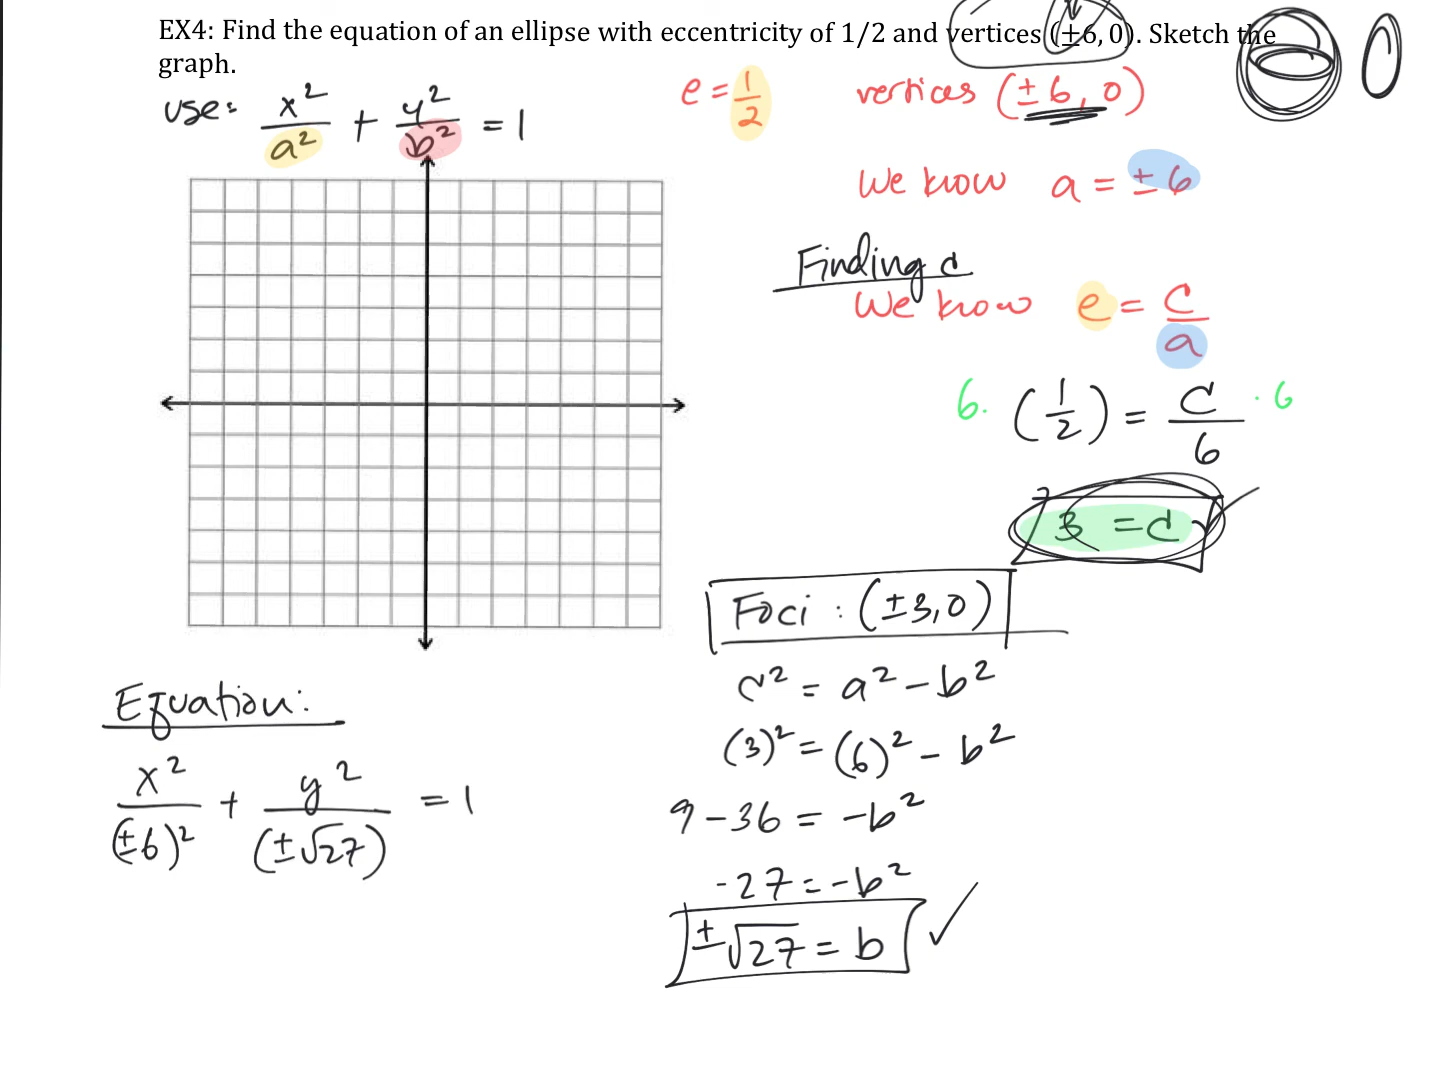 EX4: Find the equation of an ellipse with eccentricity of 1/2 and vertices (±6, 0). Sketch the
graph.
use: x²/a² + y²/b² = 1
e = 1/2
vertices (±6, 0)
We know a = ±6
Finding c
We know e = c/a
6 · (1/2) = c/6 · 6
3 = c
Foci : (±3, 0)
c² = a² - b²
(3)² = (6)² - b²
9 - 36 = -b²
-27 = -b²
±√27 = b
Equation:
x²/(±6)² + y²/(±√27) = 1